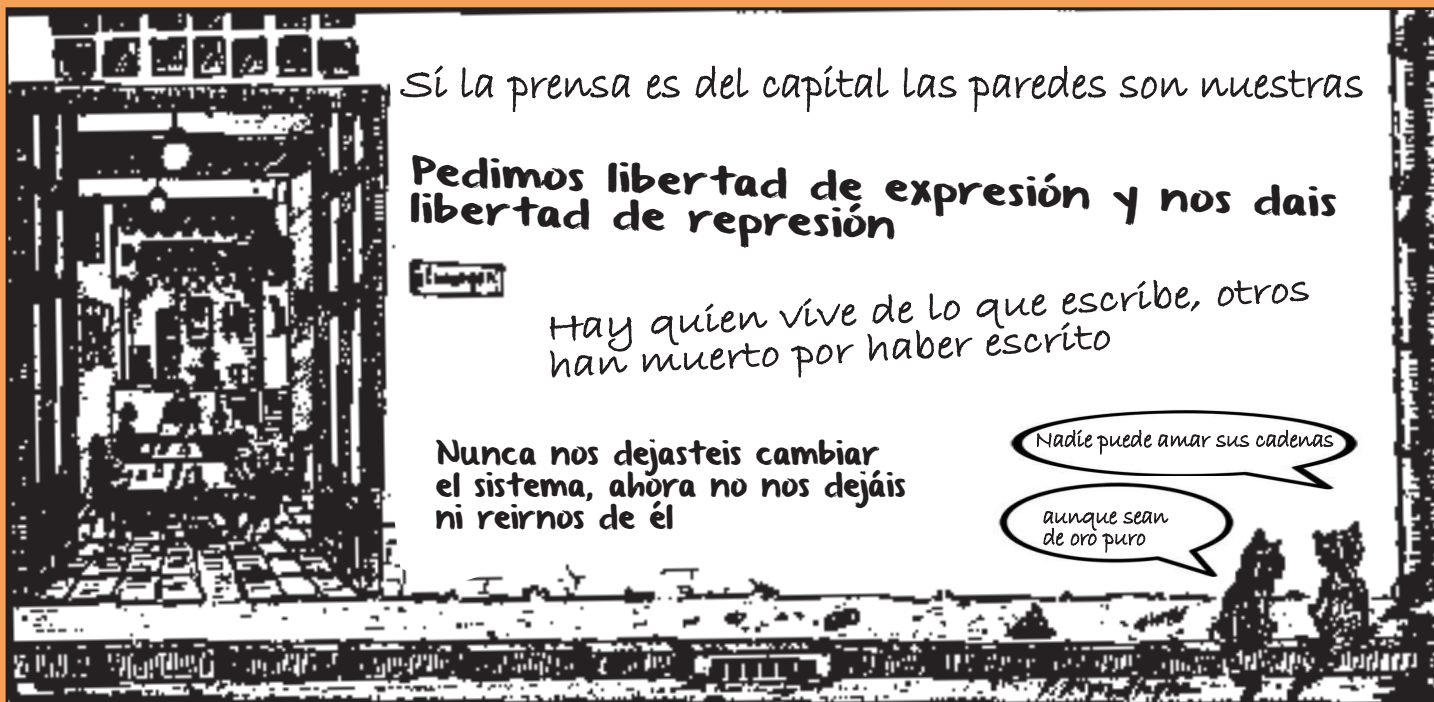 Si la prensa es del capital las paredes son nuestras
Pedimos libertad de expresión y nos dais
libertad de represión
Hay quien vive de lo que escribe, otros
han muerto por haber escrito
Nunca nos dejasteis cambiar
el sistema, ahora no nos dejáis
ni reirnos de él
Nadie puede amar sus cadenas
aunque sean
de oro puro